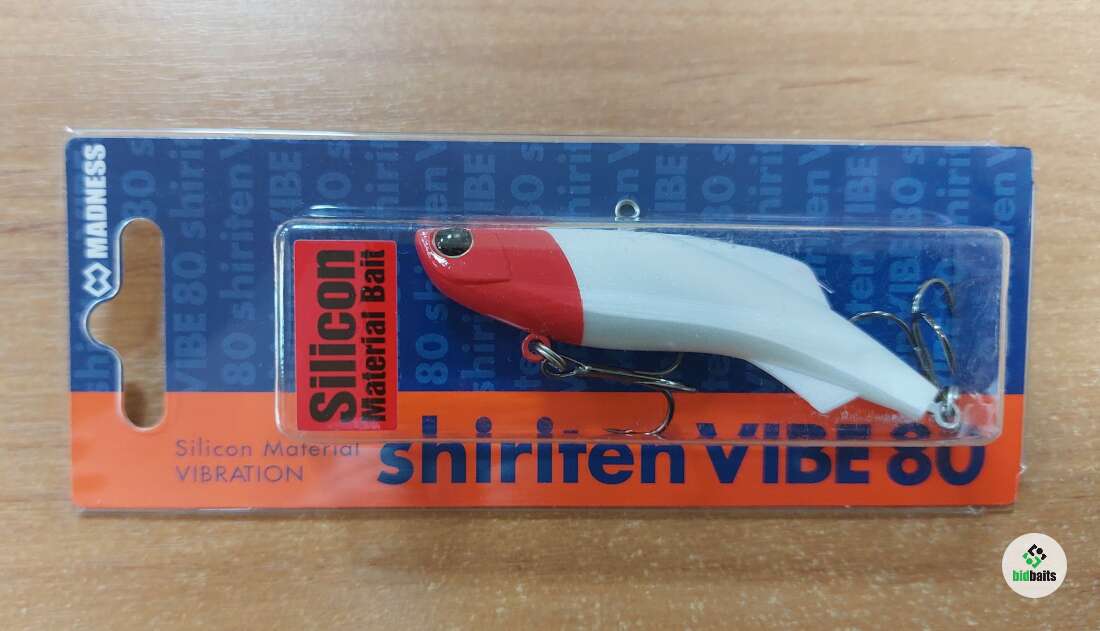 MADNESS
Silicon
Material Bait
Silicon Material
VIBRATION
shiriten VIBE 80
bidbaits